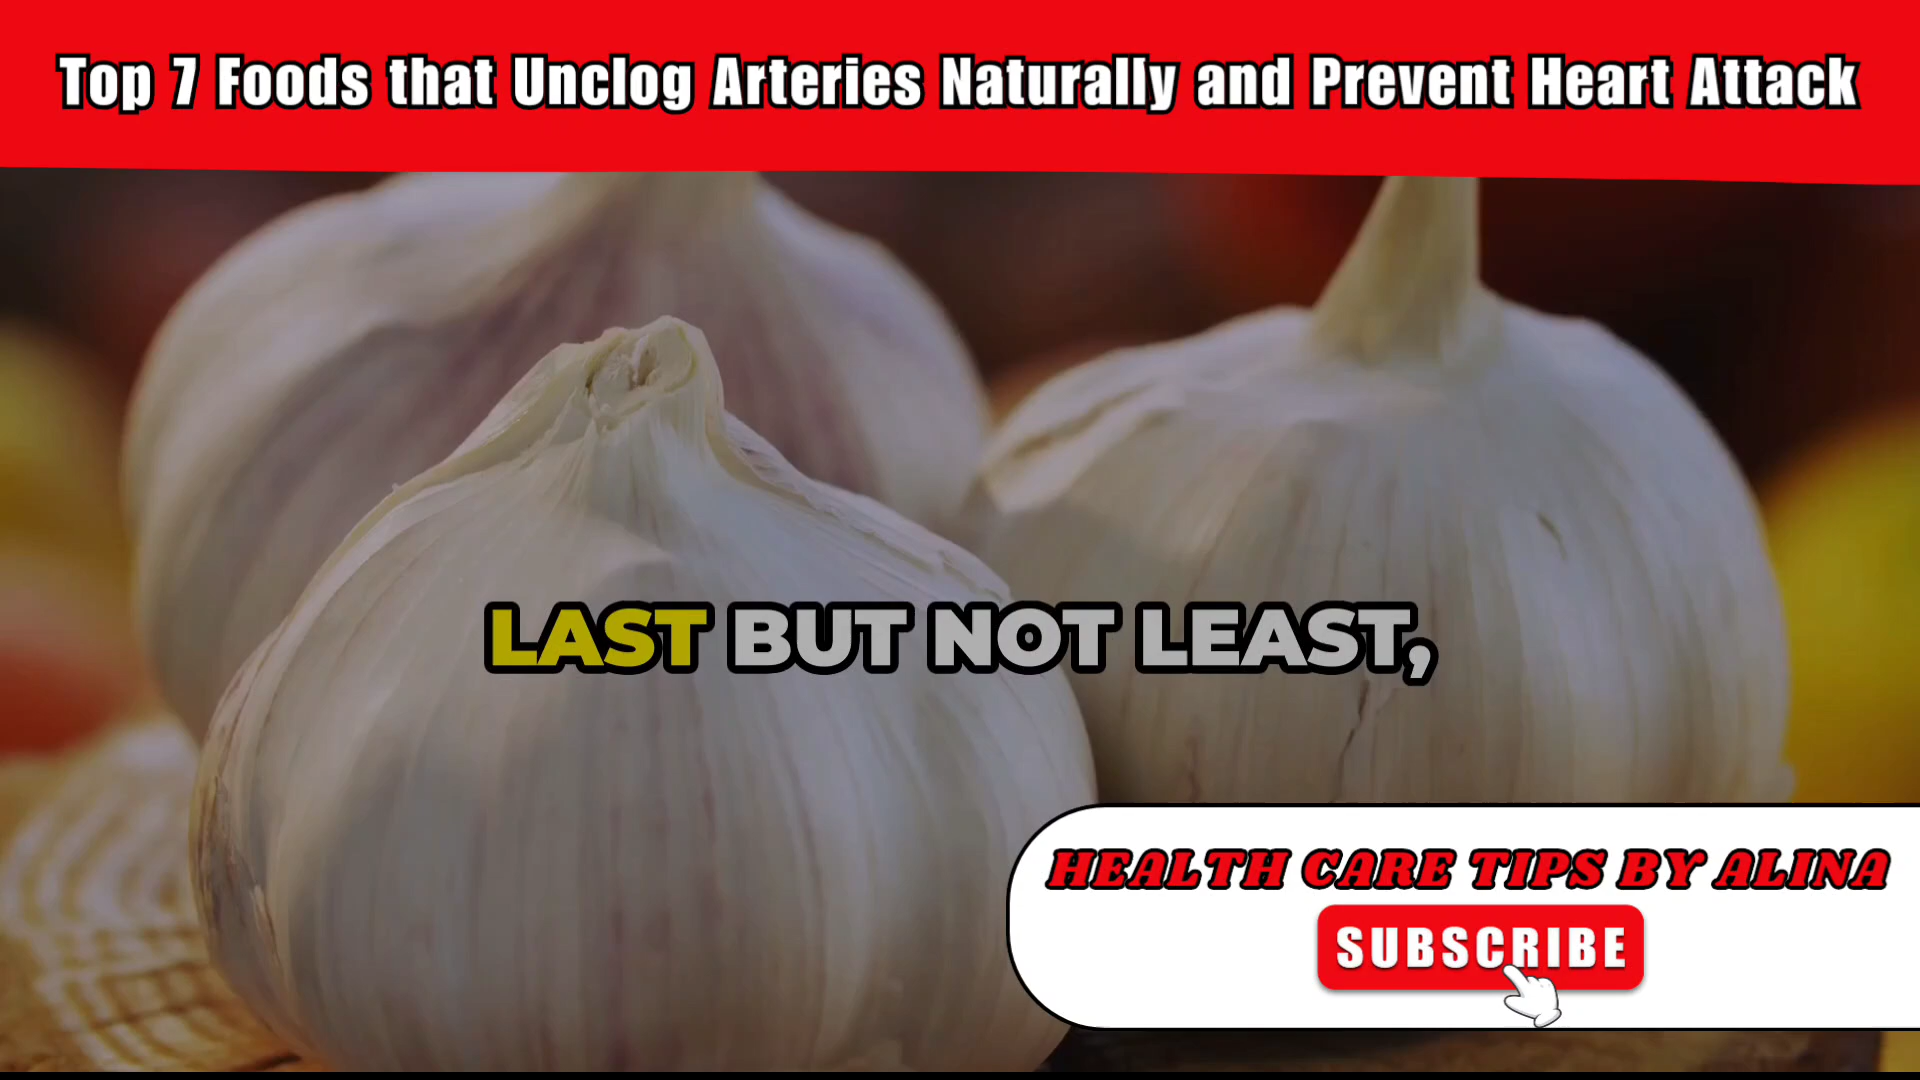 Top 7 Foods that Unclog Arteries Naturally and Prevent Heart Attack
LAST BUT NOT LEAST,
HEALTH CARE TIPS BY ALINA
SUBSCRIBE